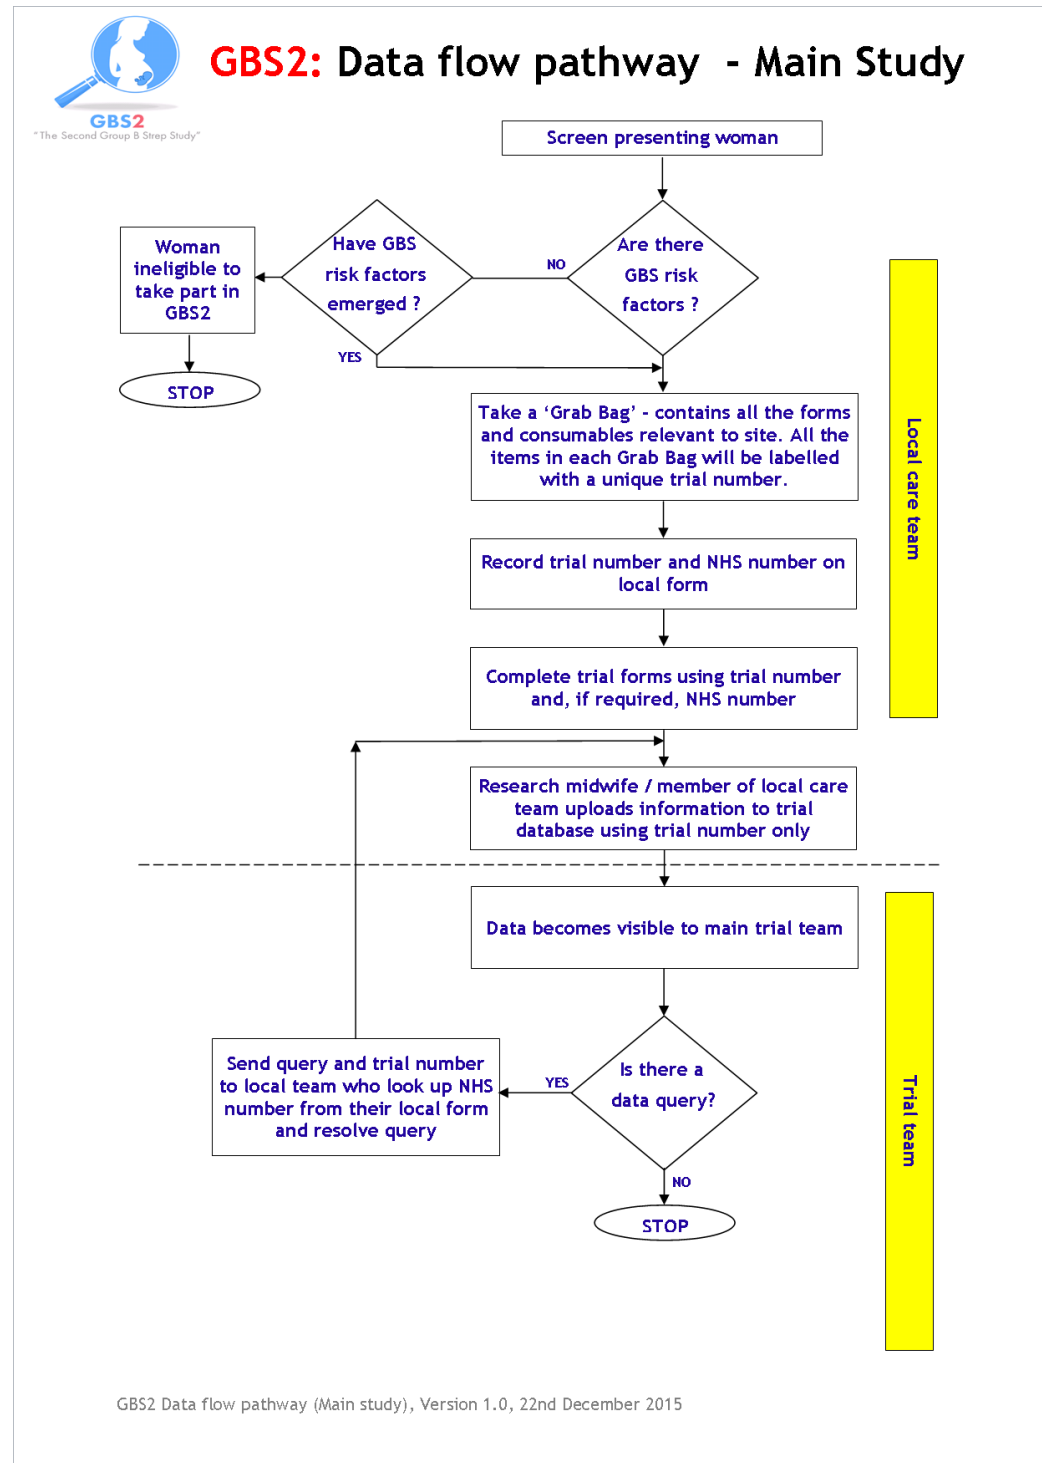 GBS2: Data flow pathway - Main Study
GBS2
"The Second Group B Strep Study"
Screen presenting woman
Are there
GBS risk
factors ?
NO
Have GBS
risk factors
emerged ?
YES
Woman
ineligible to
take part in
GBS2
STOP
Take a ‘Grab Bag’ - contains all the forms
and consumables relevant to site. All the
items in each Grab Bag will be labelled
with a unique trial number.
Record trial number and NHS number on
local form
Complete trial forms using trial number
and, if required, NHS number
Research midwife / member of local care
team uploads information to trial
database using trial number only
Local care team
Data becomes visible to main trial team
Is there a
data query?
YES
Send query and trial number
to local team who look up NHS
number from their local form
and resolve query
NO
STOP
Trial team
GBS2 Data flow pathway (Main study), Version 1.0, 22nd December 2015